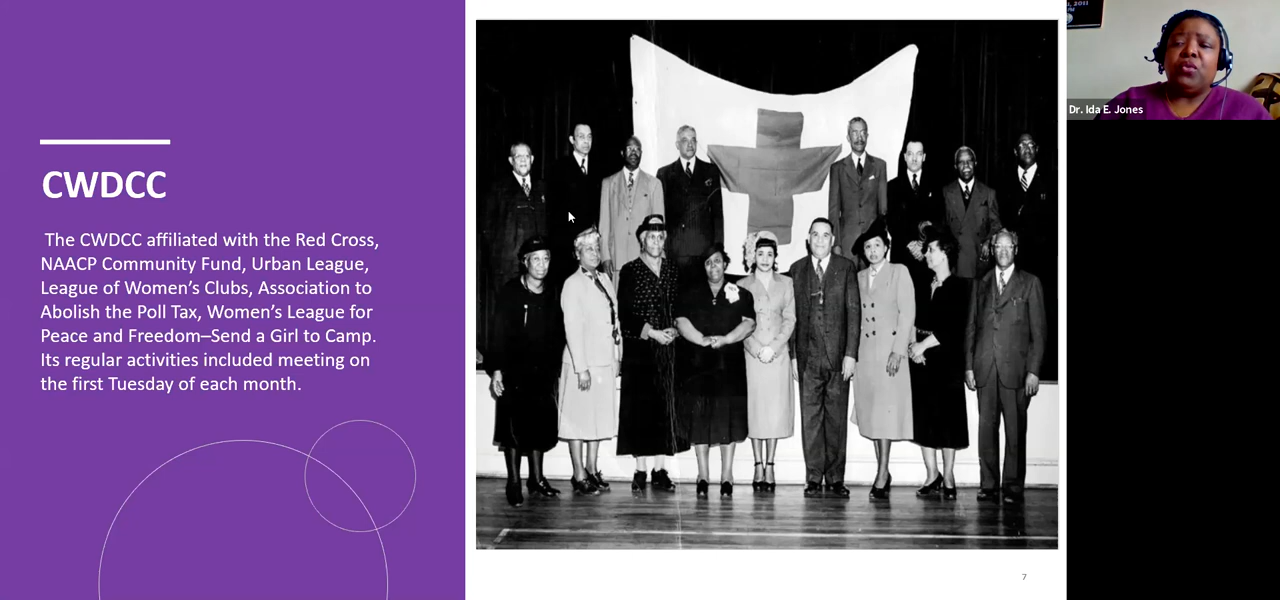 CWDCC
The CWDCC affiliated with the Red Cross,
NAACP Community Fund, Urban League,
League of Women’s Clubs, Association to
Abolish the Poll Tax, Women’s League for
Peace and Freedom–Send a Girl to Camp.
Its regular activities included meeting on
the first Tuesday of each month.
7
, 2011
Dr. Ida E. Jones